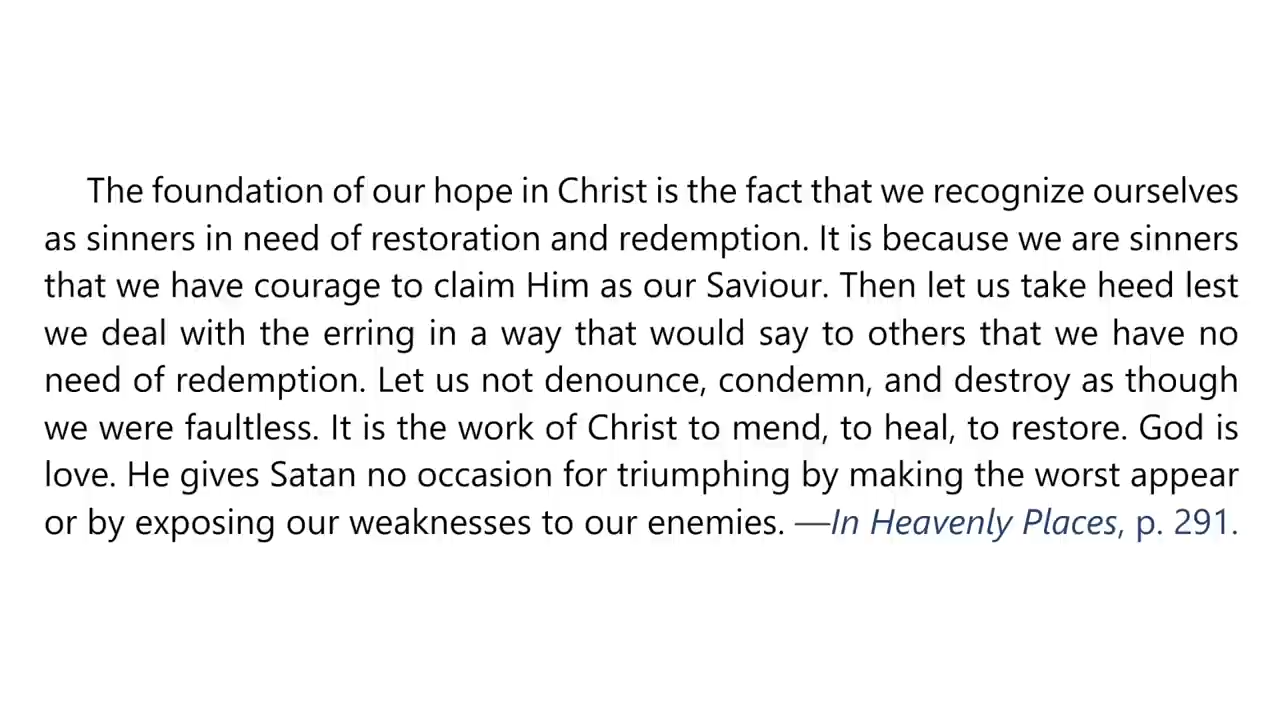 The foundation of our hope in Christ is the fact that we recognize ourselves
as sinners in need of restoration and redemption. It is because we are sinners
that we have courage to claim Him as our Saviour. Then let us take heed lest
we deal with the erring in a way that would say to others that we have no
need of redemption. Let us not denounce, condemn, and destroy as though
we were faultless. It is the work of Christ to mend, to heal, to restore. God is
love. He gives Satan no occasion for triumphing by making the worst appear
or by exposing our weaknesses to our enemies. —In Heavenly Places, p. 291.